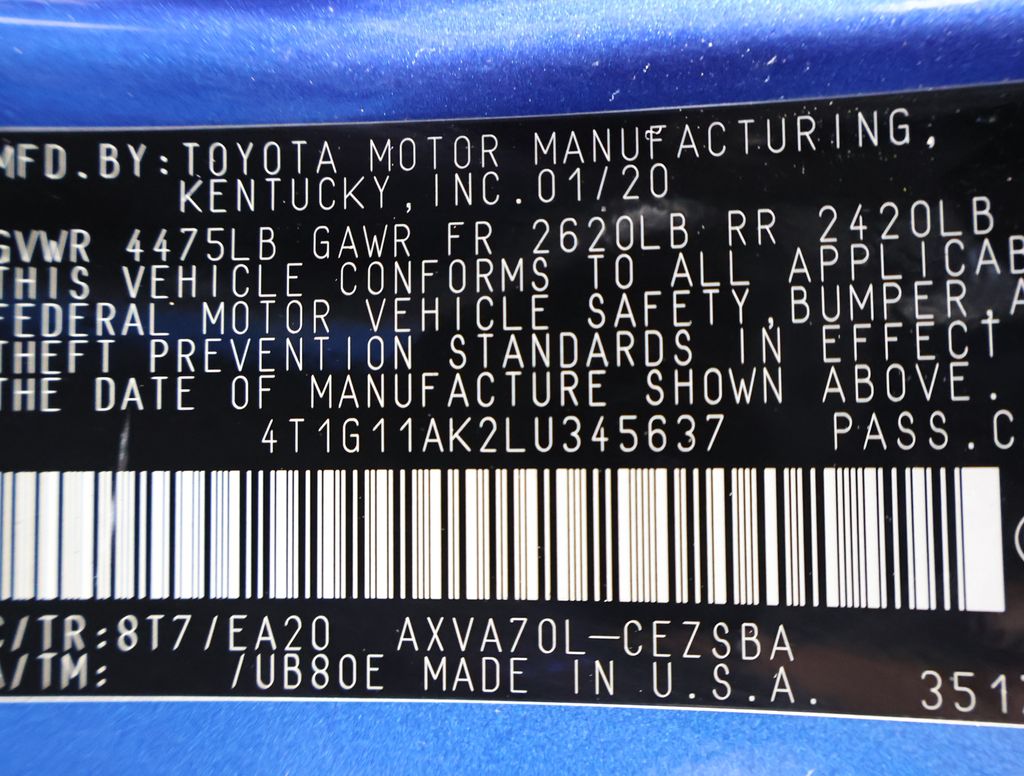 MFD.BY:TOYOTA MOTOR MANUFACTURING,
KENTUCKY,INC.01/20
GVWR 4475LB GAWR FR 2620LB RR 2420LB
THIS VEHICLE CONFORMS TO ALL APPLICAB
FEDERAL MOTOR VEHICLE SAFETY,BUMPER,A
THEFT PREVENTION STANDARDS IN EFFECT
THE DATE OF MANUFACTURE SHOWN ABOVE.
4T1G11AK2LU345637 PASS.C
C/TR:8T7/EA20 AXVA70L-CEZSBA
A/TM: /UB80E MADE IN U.S.A.
351